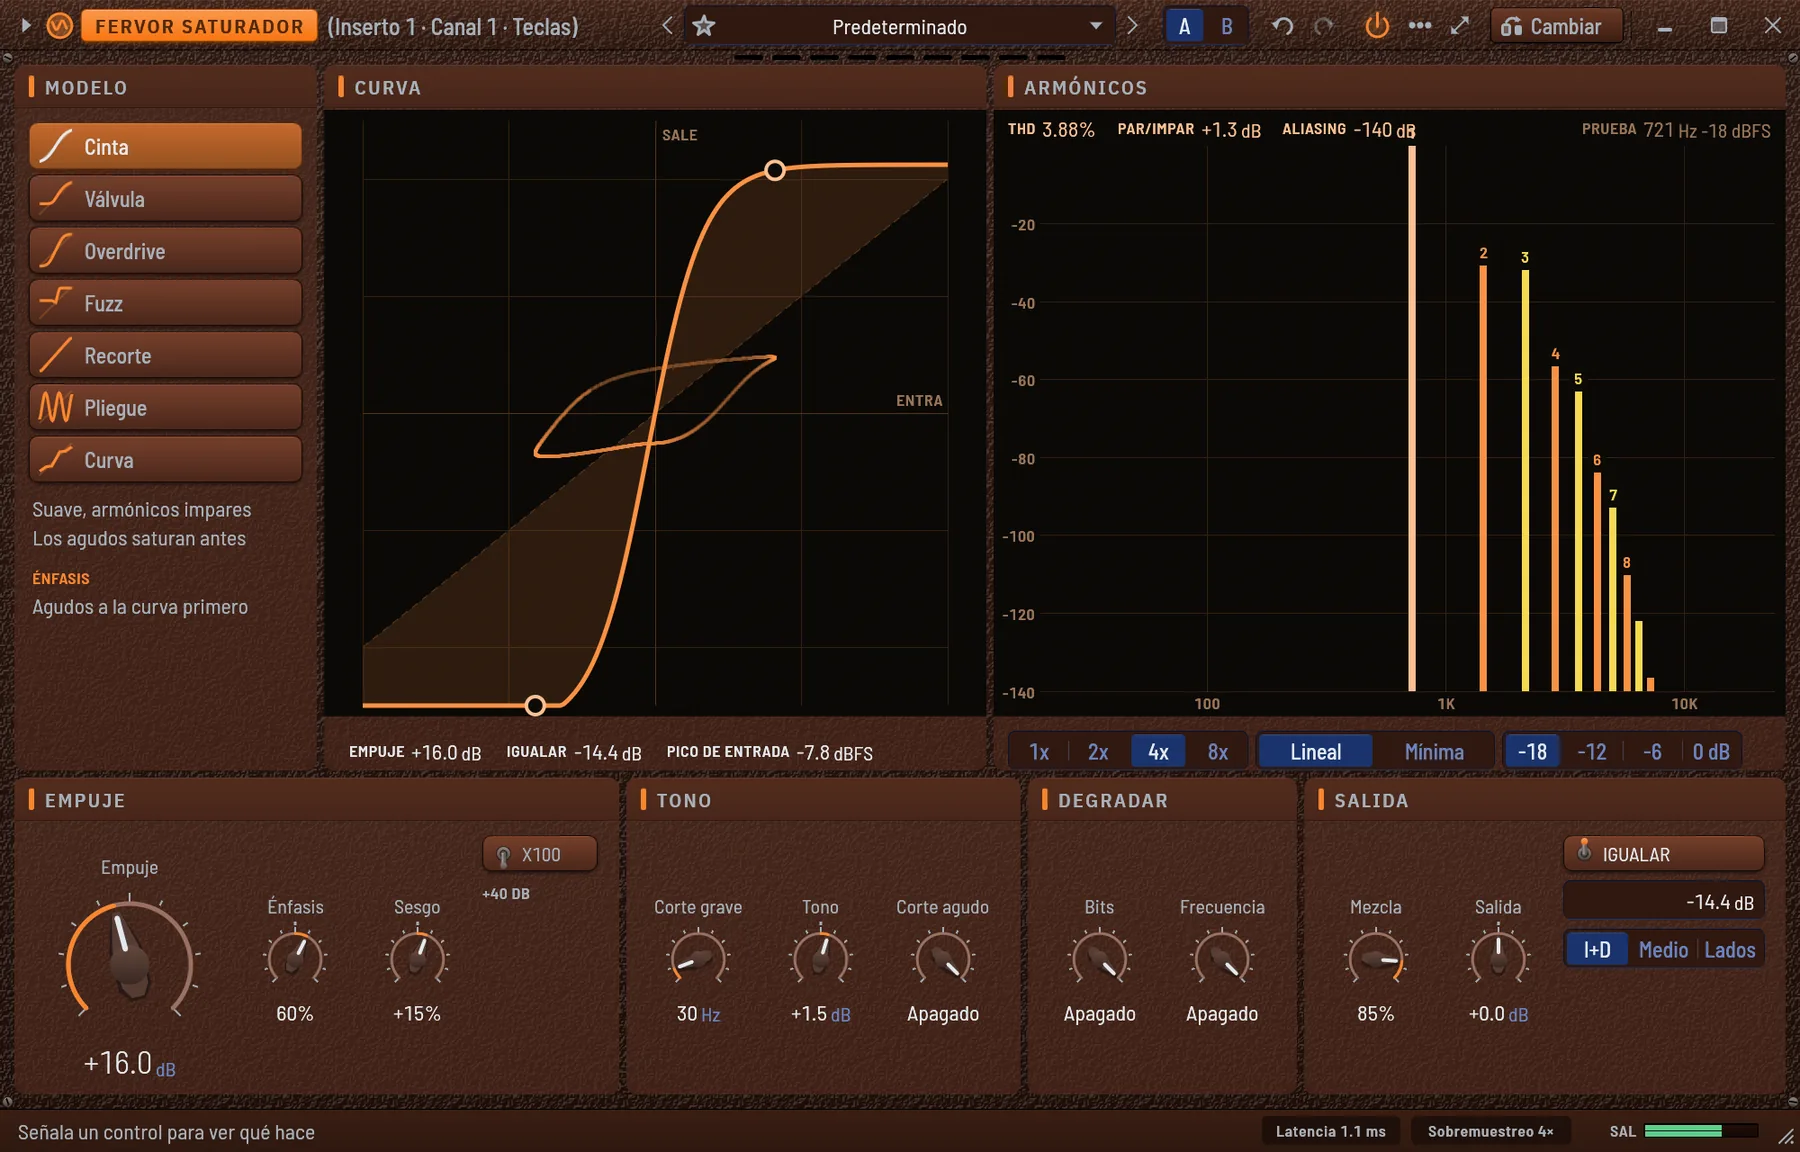 FERVOR SATURADOR (Inserto 1 · Canal 1 · Teclas) Predeterminado A B Cambiar
MODELO
Cinta
Válvula
Overdrive
Fuzz
Recorte
Pliegue
Curva
Suave, armónicos impares
Los agudos saturan antes
ÉNFASIS
Agudos a la curva primero
CURVA
SALE
ENTRA
EMPUJE +16.0 dB IGUALAR -14.4 dB PICO DE ENTRADA -7.8 dBFS
ARMÓNICOS
THD 3.88% PAR/IMPAR +1.3 dB ALIASING -140 dB PRUEBA 721 Hz -18 dBFS
-20
-40
-60
-80
-100
-120
-140
2
3
4
5
6
7
8
100 1K 10K
1x 2x 4x 8x Lineal Mínima -18 -12 -6 0 dB
EMPUJE
Empuje
+16.0 dB
Énfasis
60%
Sesgo
+15%
X100
+40 DB
TONO
Corte grave
30 Hz
Tono
+1.5 dB
Corte agudo
Apagado
DEGRADAR
Bits
Apagado
Frecuencia
Apagado
SALIDA
Mezcla
85%
Salida
+0.0 dB
IGUALAR
-14.4 dB
I+D Medio Lados
Señala un control para ver qué hace
Latencia 1.1 ms Sobremuestreo 4× SAL